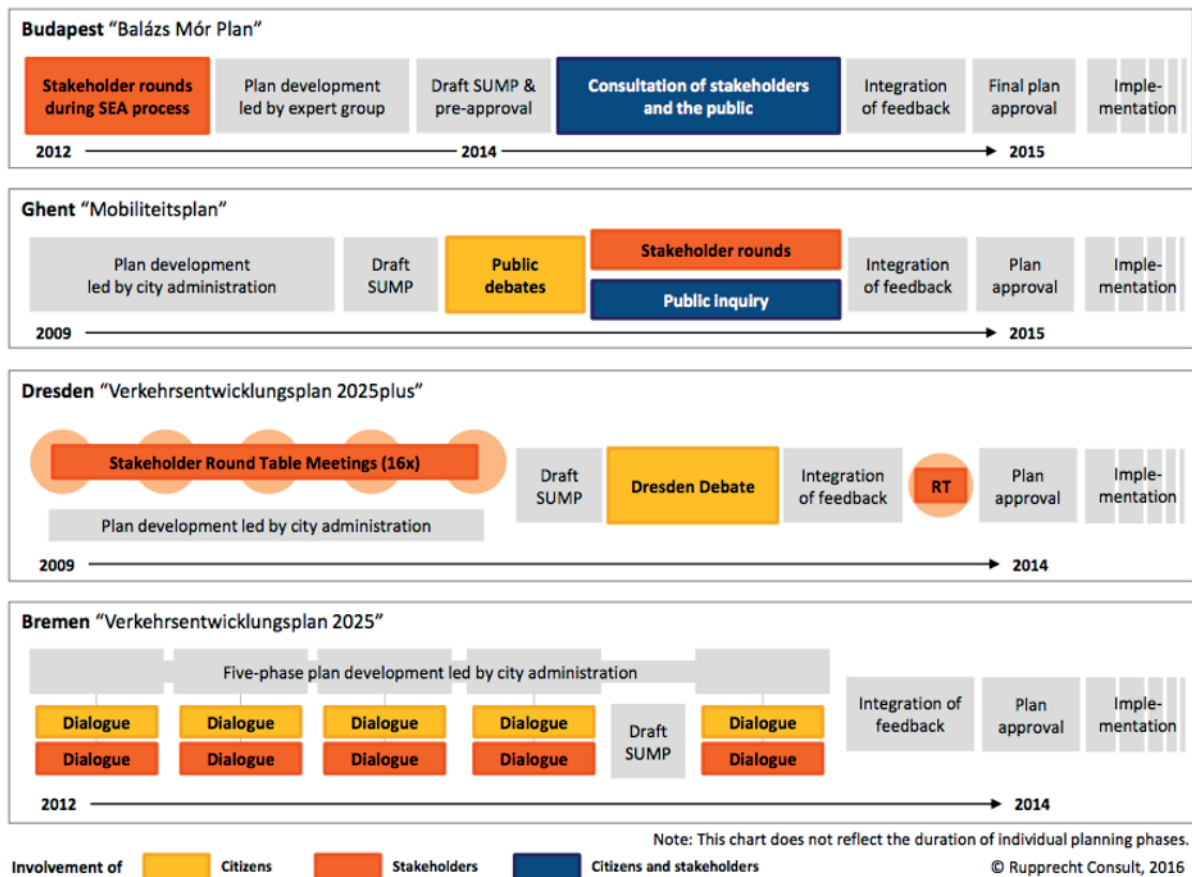 Budapest “Balázs Mór Plan”
Stakeholder rounds
during SEA process
Plan development
led by expert group
Draft SUMP &
pre-approval
Consultation of stakeholders
and the public
Integration
of feedback
Final plan
approval
Imple-
mentation
2012
2014
2015
Ghent “Mobiliteitsplan”
Plan development
led by city administration
Draft
SUMP
Public
debates
Stakeholder rounds
Public inquiry
Integration
of feedback
Plan
approval
Imple-
mentation
2009
2015
Dresden “Verkehrsentwicklungsplan 2025plus”
Stakeholder Round Table Meetings (16x)
Plan development led by city administration
Draft
SUMP
Dresden Debate
Integration
of feedback
RT
Plan
approval
Imple-
mentation
2009
2014
Bremen “Verkehrsentwicklungsplan 2025”
Five-phase plan development led by city administration
Dialogue
Dialogue
Dialogue
Dialogue
Dialogue
Dialogue
Dialogue
Dialogue
Draft
SUMP
Dialogue
Dialogue
Integration of
feedback
Plan
approval
Imple-
mentation
2012
2014
Note: This chart does not reflect the duration of individual planning phases.
Involvement of
Citizens
Stakeholders
Citizens and stakeholders
© Rupprecht Consult, 2016